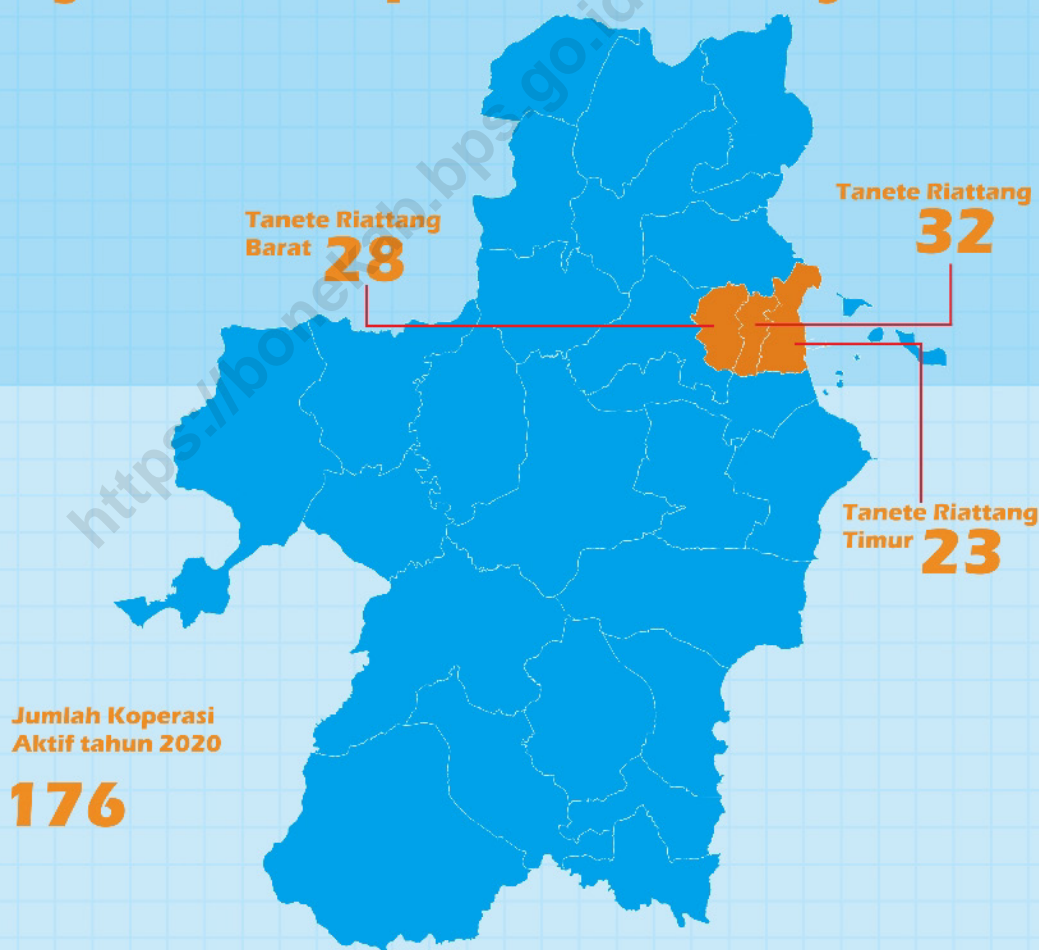 Tanete Riattang
Barat 28
Tanete Riattang
32
Tanete Riattang
Timur 23
Jumlah Koperasi
Aktif tahun 2020
176
https://bonekab.bps.go.id